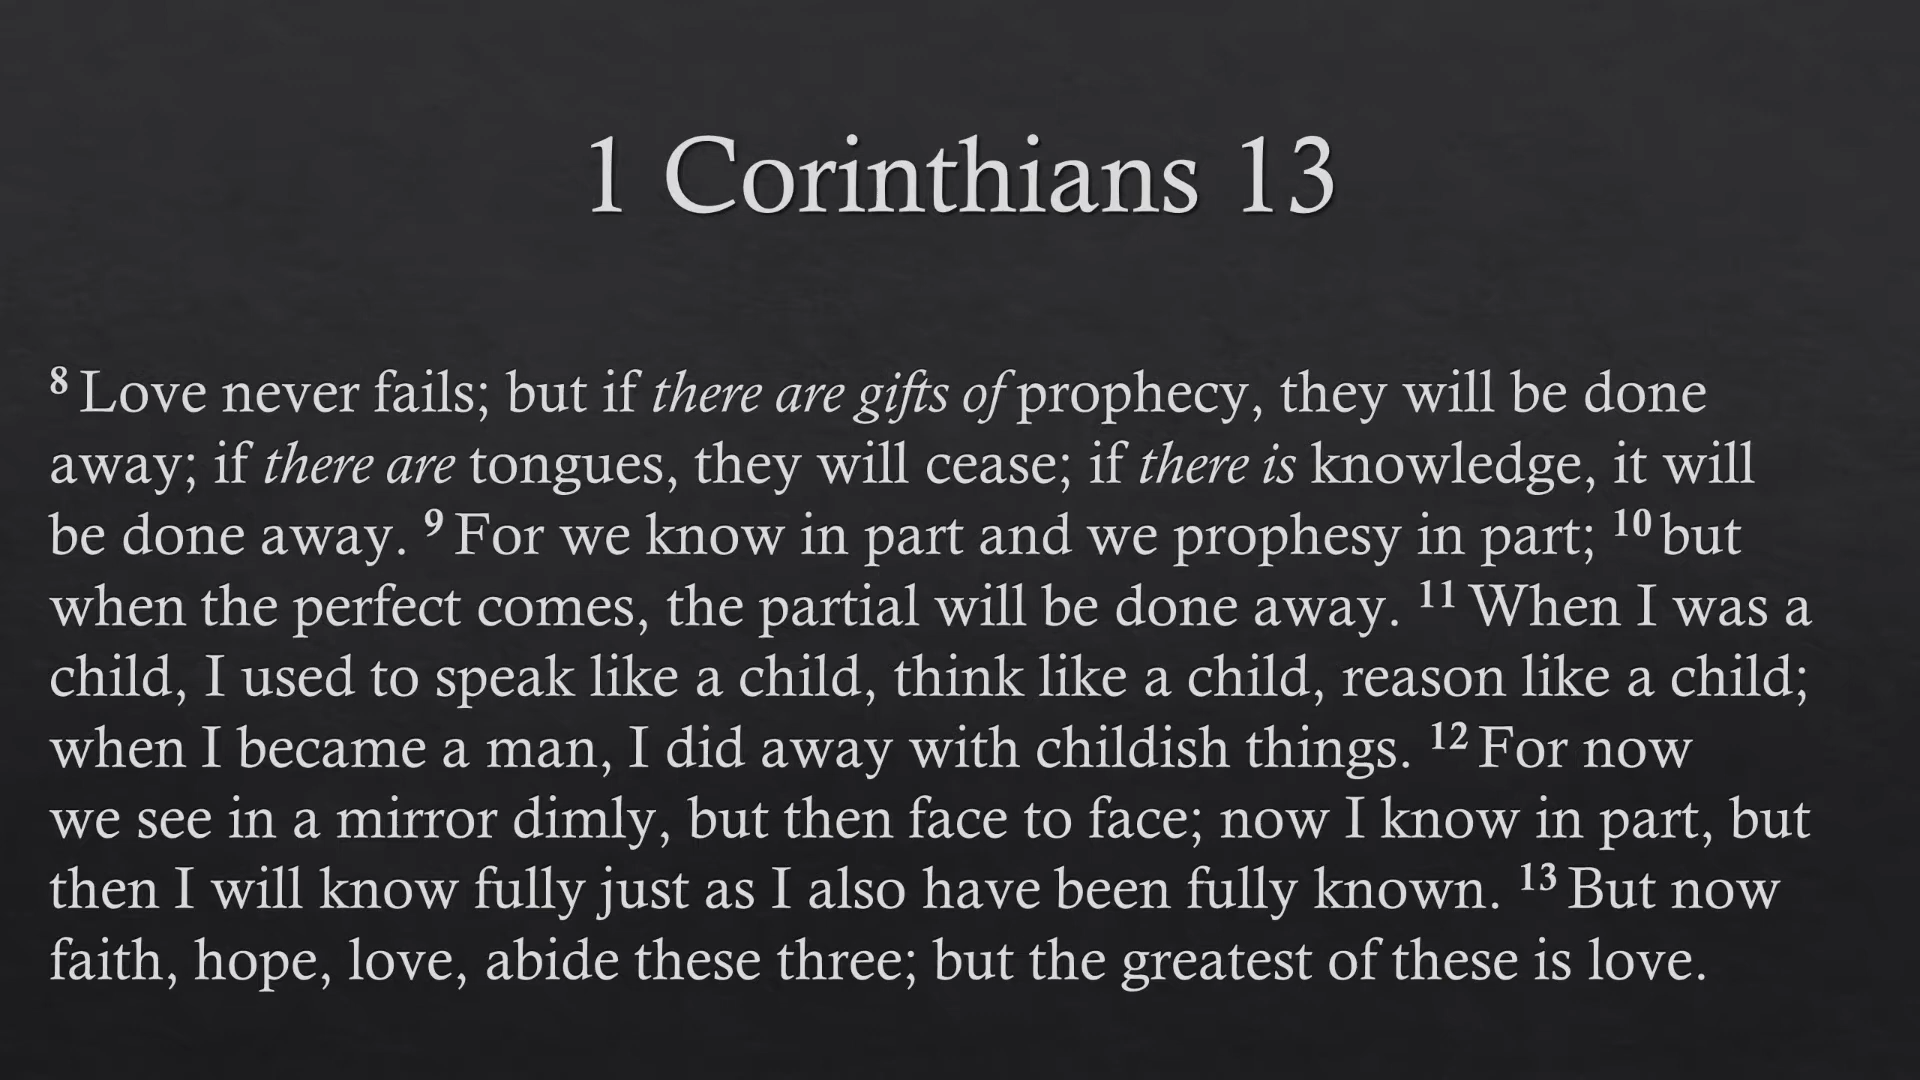 1 Corinthians 13
8 Love never fails; but if there are gifts of prophecy, they will be done
away; if there are tongues, they will cease; if there is knowledge, it will
be done away. 9 For we know in part and we prophesy in part; 10 but
when the perfect comes, the partial will be done away. 11 When I was a
child, I used to speak like a child, think like a child, reason like a child;
when I became a man, I did away with childish things. 12 For now
we see in a mirror dimly, but then face to face; now I know in part, but
then I will know fully just as I also have been fully known. 13 But now
faith, hope, love, abide these three; but the greatest of these is love.